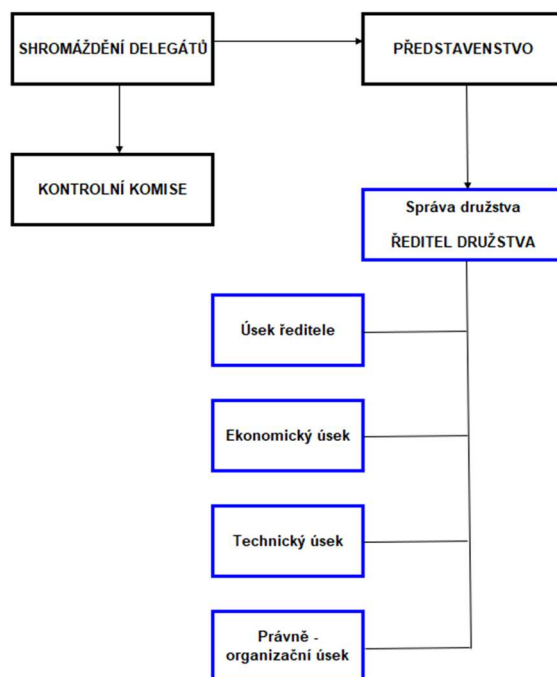 SHROMÁŽDĚNÍ DELEGÁTŮ
PŘEDSTAVENSTVO
KONTROLNÍ KOMISE
Správa družstva
ŘEDITEL DRUŽSTVA
Úsek ředitele
Ekonomický úsek
Technický úsek
Právně -
organizační úsek